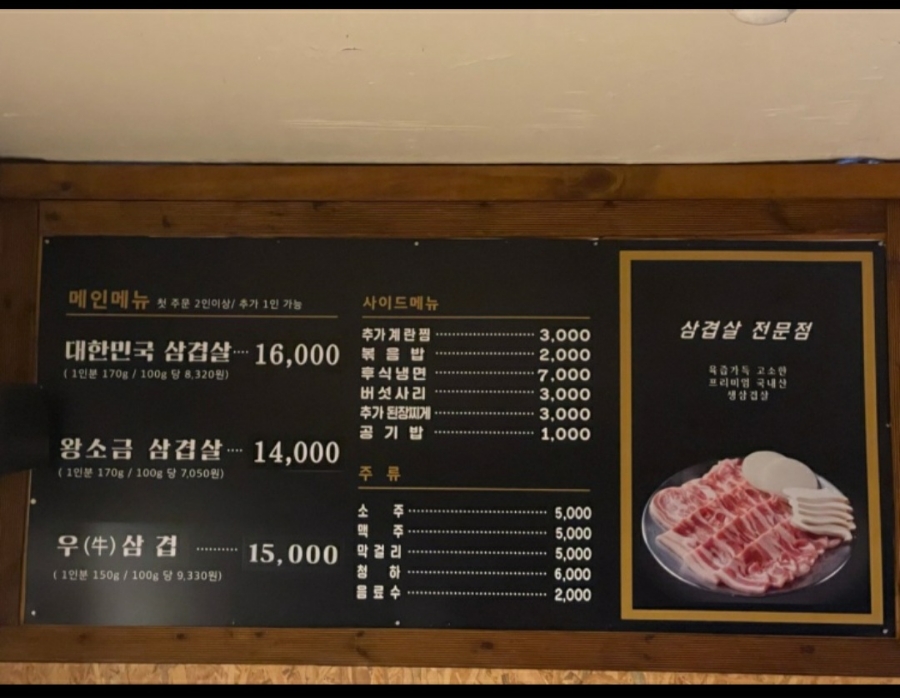 메인메뉴 첫 주문 2인이상/ 추가 1인 가능
대한민국 삼겹살 ···· 16,000
( 1인분 170g / 100g 당 8,320원)
왕소금 삼겹살 ···· 14,000
( 1인분 170g / 100g 당 7,050원)
우(牛)삼겹 ·········· 15,000
( 1인분 150g / 100g 당 9,330원)
사이드메뉴
추가계란찜 ···················· 3,000
볶음밥 ···················· 2,000
후식냉면 ···················· 7,000
버섯사리 ···················· 3,000
추가된장찌게 ···················· 3,000
공기밥 ···················· 1,000
주류
소주 ···················· 5,000
맥주 ···················· 5,000
막걸리 ···················· 5,000
청하 ···················· 6,000
음료수 ···················· 2,000
삼겹살 전문점
육즙가득 고소한
프리미엄 국내산
생삼겹살